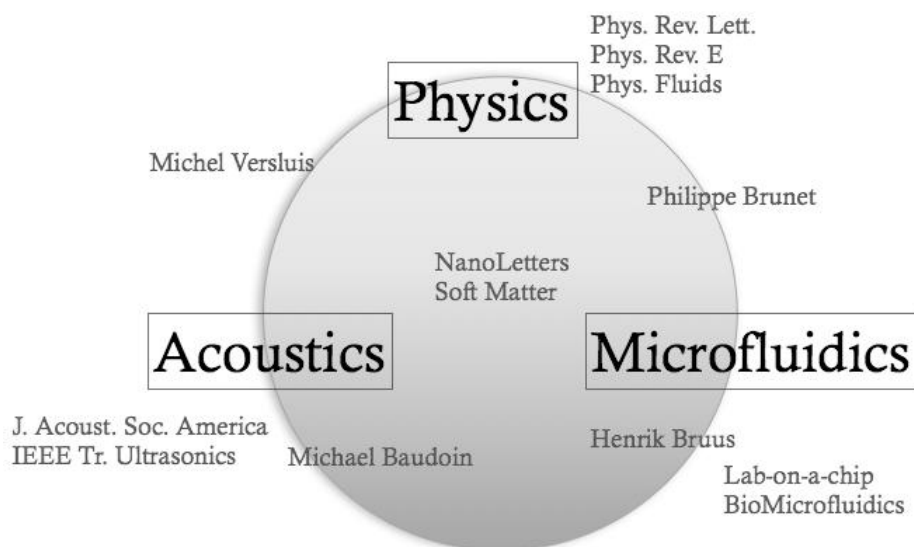 Phys. Rev. Lett.
Phys. Rev. E
Phys. Fluids
Physics
Michel Versluis
Philippe Brunet
NanoLetters
Soft Matter
Acoustics
Microfluidics
J. Acoust. Soc. America
IEEE Tr. Ultrasonics
Michael Baudoin
Henrik Bruus
Lab-on-a-chip
BioMicrofluidics